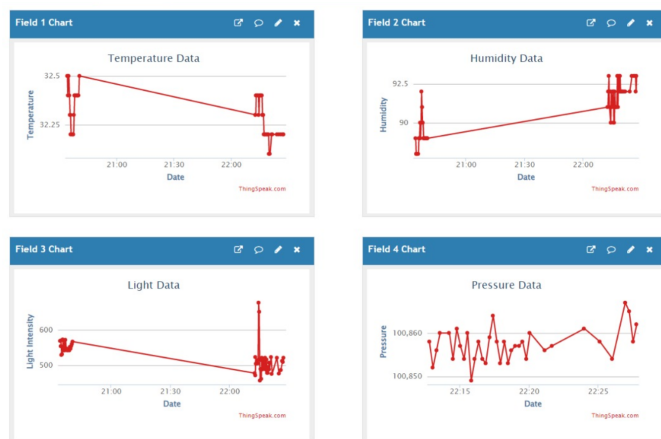 Field 1 Chart
Temperature Data
Temperature
32.5
32.25
21:00 21:30 22:00
Date
ThingSpeak.com
Field 2 Chart
Humidity Data
Humidity
92.5
90
21:00 21:30 22:00
Date
ThingSpeak.com
Field 3 Chart
Light Data
Light Intensity
600
500
21:00 21:30 22:00
Date
ThingSpeak.com
Field 4 Chart
Pressure Data
Pressure
100,860
100,850
22:15 22:20 22:25
Date
ThingSpeak.com